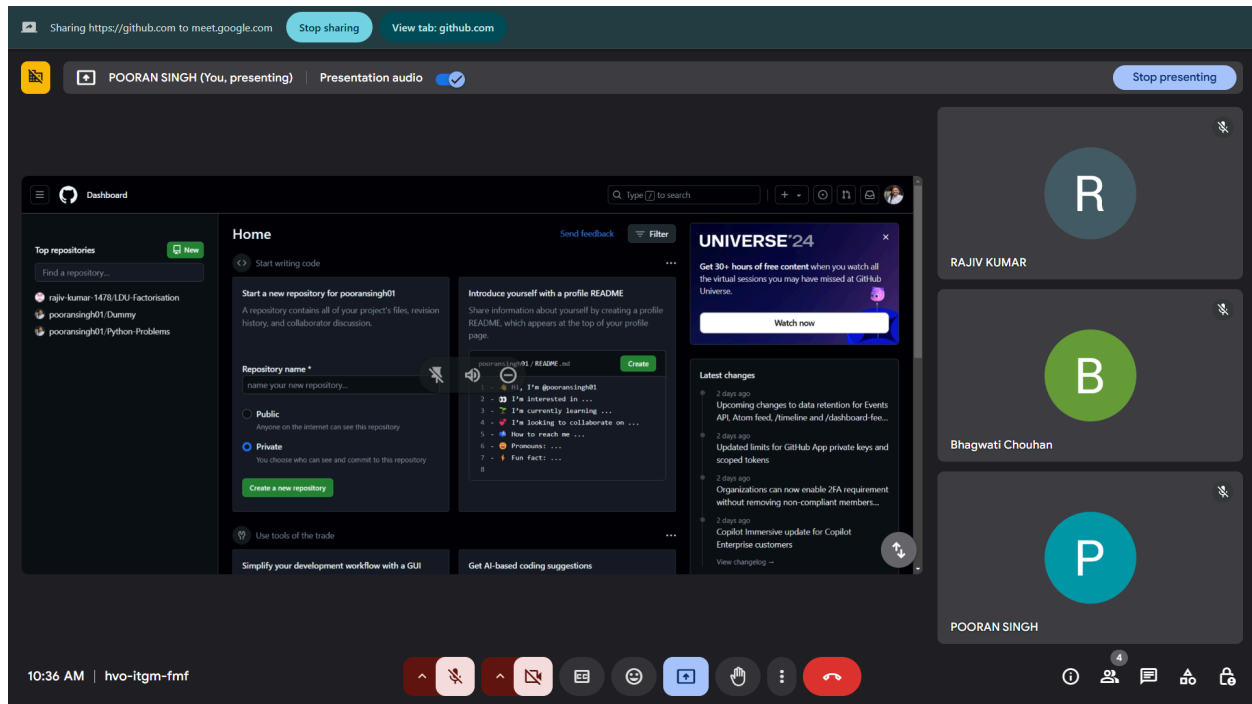 Sharing https://github.com to meet.google.com
Stop sharing
View tab: github.com
POORAN SINGH (You, presenting)
Presentation audio
Stop presenting
Dashboard
Type / to search
Top repositories
New
Find a repository...
rajiv-kumar-1478/LDU-Factorisation
pooransingh01/Dummy
pooransingh01/Python-Problems
Home
Send feedback
Filter
Start writing code
Start a new repository for pooransingh01
A repository contains all of your project's files, revision
history, and collaborator discussion.
Repository name *
name your new repository...
Public
Anyone on the internet can see this repository
Private
You choose who can see and commit to this repository
Create a new repository
Introduce yourself with a profile README
Share information about yourself by creating a profile
README, which appears at the top of your profile
page.
pooransingh01 / README.md
Create
1 - 👋 Hi, I'm @pooransingh01
2 - 👀 I'm interested in ...
3 - 🌱 I'm currently learning ...
4 - 💞️ I'm looking to collaborate on ...
5 - 📫 How to reach me ...
6 - 😄 Pronouns: ...
7 - ⚡ Fun fact: ...
8
Use tools of the trade
Simplify your development workflow with a GUI
Get AI-based coding suggestions
UNIVERSE'24
Get 30+ hours of free content when you watch all
the virtual sessions you may have missed at GitHub
Universe.
Watch now
Latest changes
2 days ago
Upcoming changes to data retention for Events
API, Atom feed, /timeline and /dashboard-fee...
2 days ago
Updated limits for GitHub App private keys and
scoped tokens
2 days ago
Organizations can now enable 2FA requirement
without removing non-compliant members...
2 days ago
Copilot Immersive update for Copilot
Enterprise customers
View changelog →
R
RAJIV KUMAR
B
Bhagwati Chouhan
P
POORAN SINGH
10:36 AM | hvo-itgm-fmf
CC
4